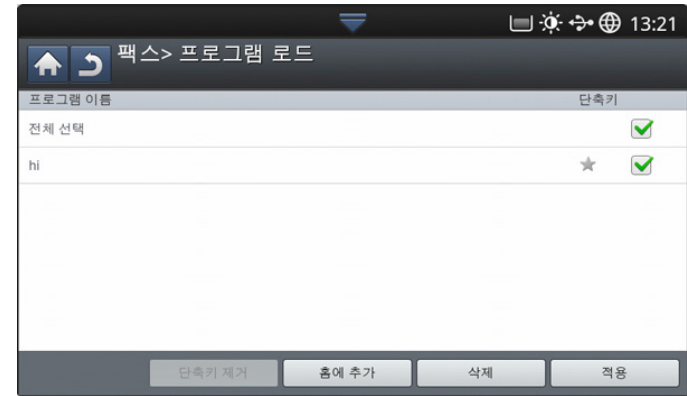 13:21
팩스> 프로그램 로드
프로그램 이름 단축키
전체 선택
hi
단축키 제거 홈에 추가 삭제 적용